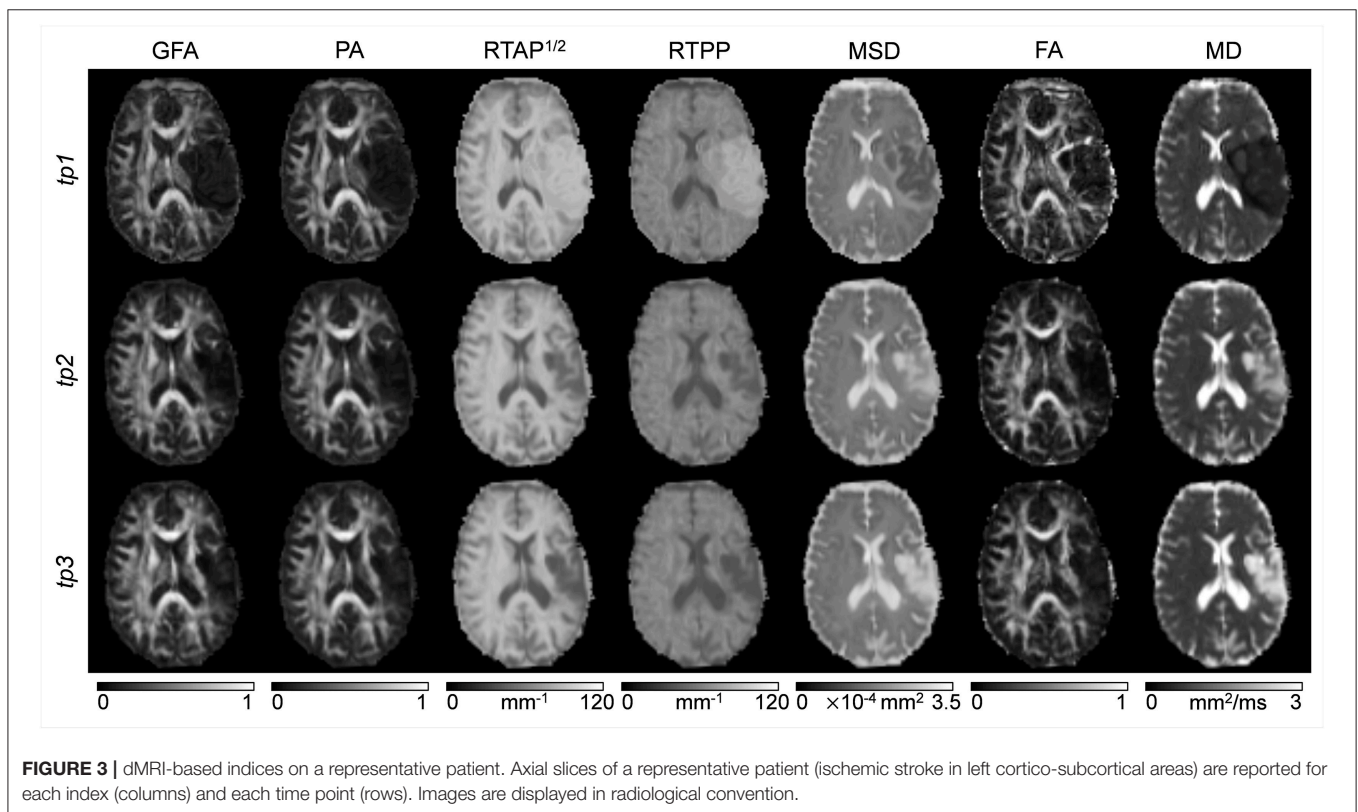 GFA PA RTAP1/2 RTPP MSD FA MD
tp1
tp2
tp3
0 1 0 1 0 mm-1 120 0 mm-1 120 0 ×10-4 mm2 3.5 0 1 0 mm2/ms 3
FIGURE 3 | dMRI-based indices on a representative patient. Axial slices of a representative patient (ischemic stroke in left cortico-subcortical areas) are reported for
each index (columns) and each time point (rows). Images are displayed in radiological convention.